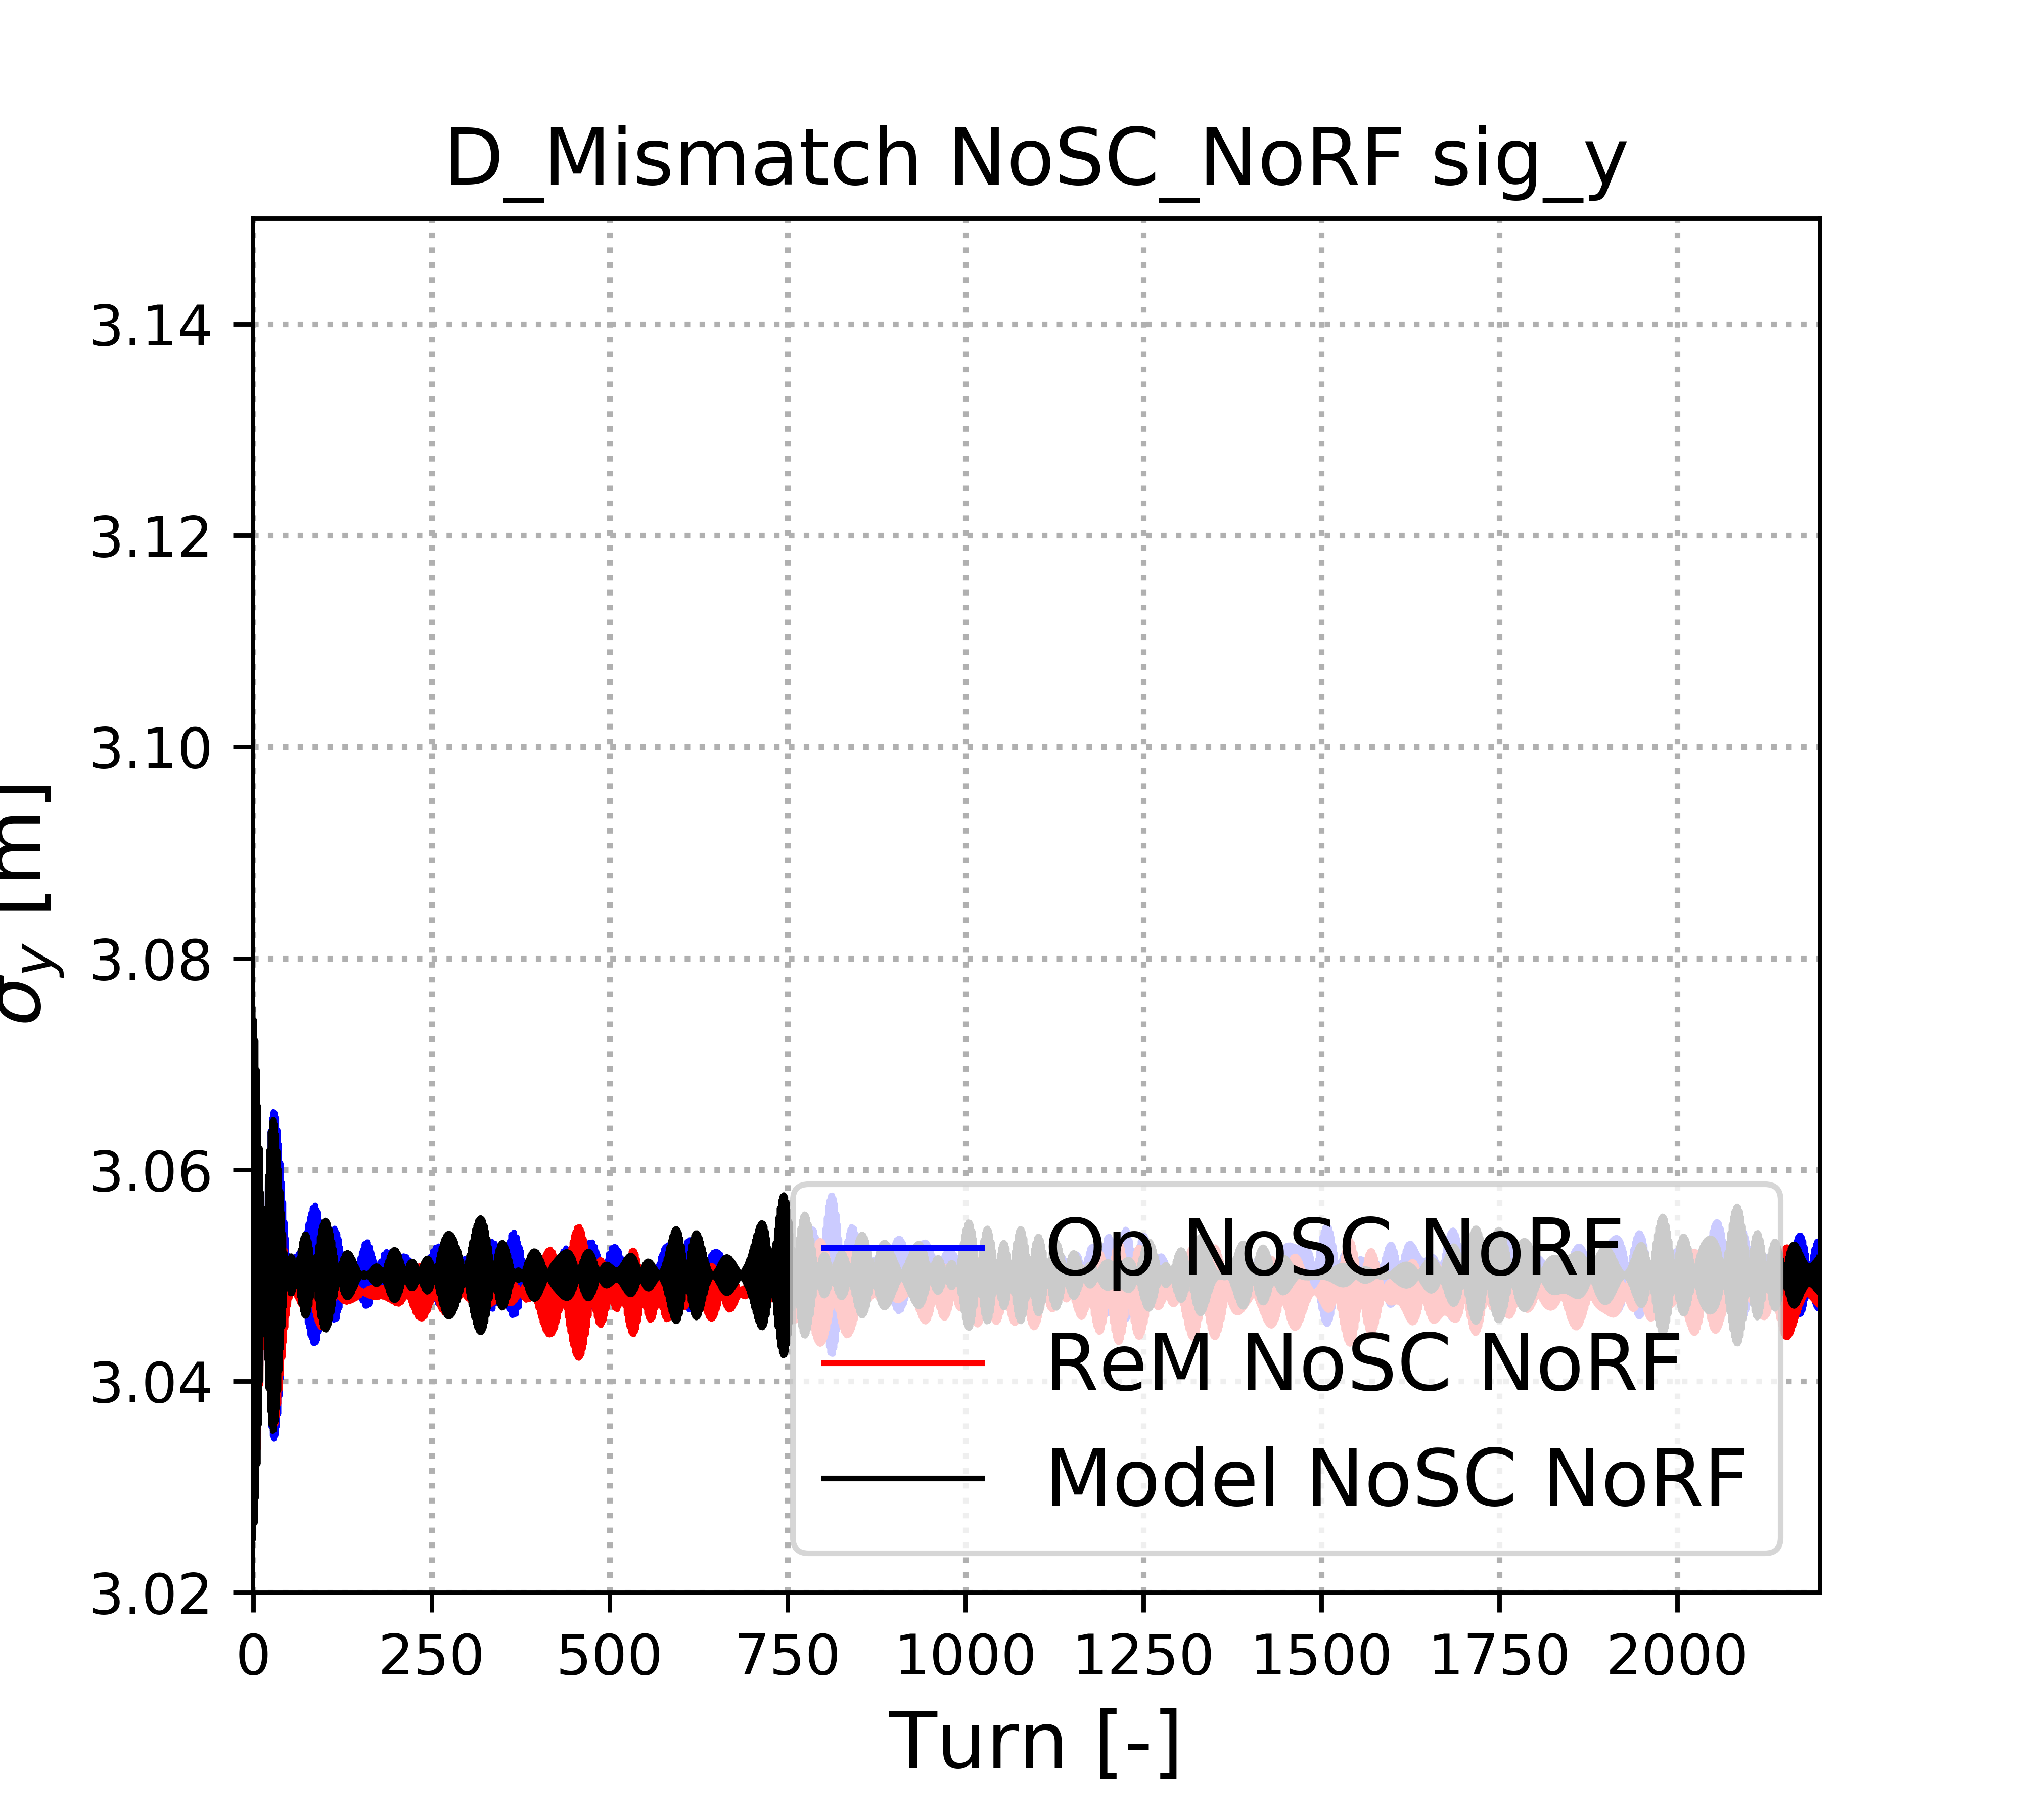 D_Mismatch NoSC_NoRF sig_y
3.14
3.12
3.10
3.08
3.06
3.04
3.02
σy [m]
Op NoSC NoRF
ReM NoSC NoRF
Model NoSC NoRF
0 250 500 750 1000 1250 1500 1750 2000
Turn [-]